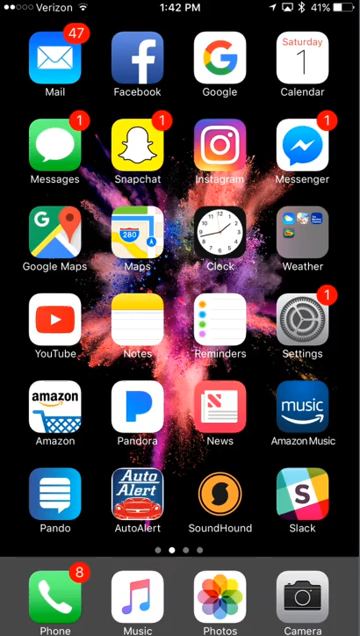 Verizon 1:42 PM 41%
47
Mail Facebook Google Calendar
Saturday
1
1 1 1
Messages Snapchat Instagram Messenger
G 280
Google Maps Maps Clock Weather
1
YouTube Notes Reminders Settings
amazon music
Amazon Pandora News Amazon Music
Auto
Alert
Pando AutoAlert SoundHound Slack
8
Phone Music Photos Camera